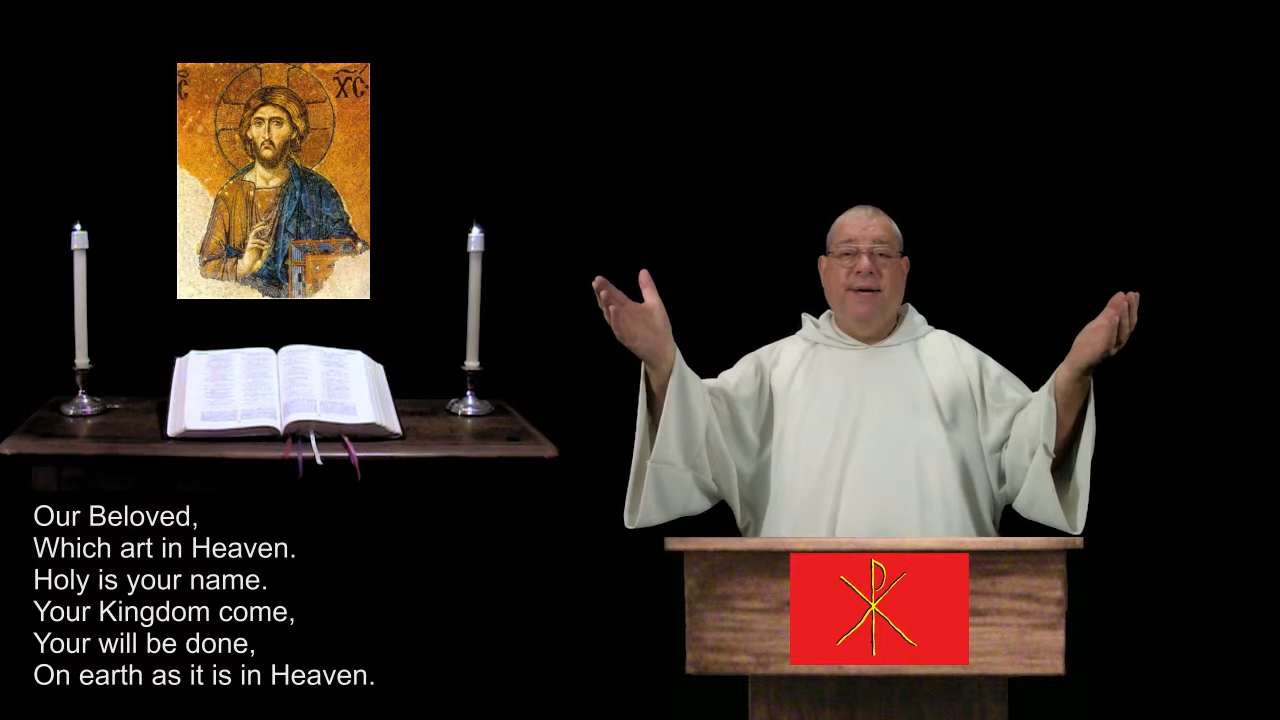 C
XC
Our Beloved,
Which art in Heaven.
Holy is your name.
Your Kingdom come,
Your will be done,
On earth as it is in Heaven.